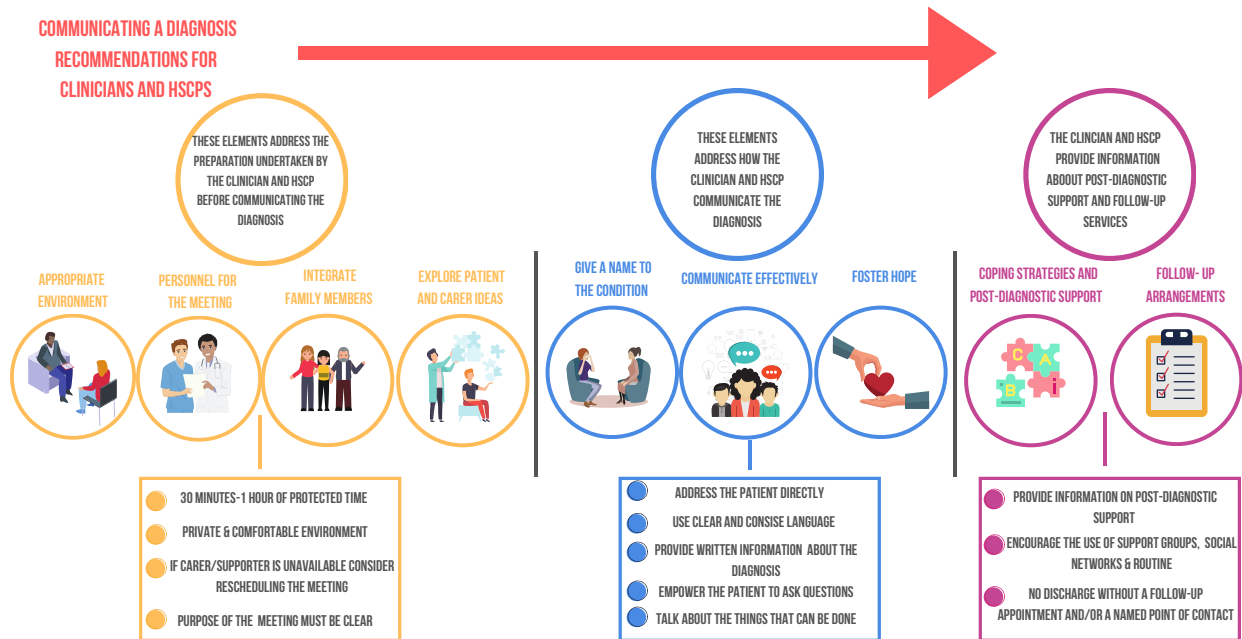 COMMUNICATING A DIAGNOSIS
RECOMMENDATIONS FOR
CLINICIANS AND HSCPS
THESE ELEMENTS ADDRESS THE
PREPARATION UNDERTAKEN BY
THE CLINICIAN AND HSCP
BEFORE COMMUNICATING THE
DIAGNOSIS
APPROPRIATE
ENVIRONMENT
PERSONNEL FOR
THE MEETING
INTEGRATE
FAMILY MEMBERS
EXPLORE PATIENT
AND CARER IDEAS
30 MINUTES-1 HOUR OF PROTECTED TIME
PRIVATE & COMFORTABLE ENVIRONMENT
IF CARER/SUPPORTER IS UNAVAILABLE CONSIDER
RESCHEDULING THE MEETING
PURPOSE OF THE MEETING MUST BE CLEAR
THESE ELEMENTS
ADDRESS HOW THE
CLINICIAN AND HSCP
COMMUNICATE THE
DIAGNOSIS
GIVE A NAME TO
THE CONDITION
COMMUNICATE EFFECTIVELY
FOSTER HOPE
ADDRESS THE PATIENT DIRECTLY
USE CLEAR AND CONSISE LANGUAGE
PROVIDE WRITTEN INFORMATION ABOUT THE
DIAGNOSIS
EMPOWER THE PATIENT TO ASK QUESTIONS
TALK ABOUT THE THINGS THAT CAN BE DONE
THE CLINCIAN AND HSCP
PROVIDE INFORMATION
ABAOUT POST-DIAGNOSTIC
SUPPORT AND FOLLOW-UP
SERVICES
COPING STRATEGIES AND
POST-DIAGNOSTIC SUPPORT
FOLLOW- UP
ARRANGEMENTS
C
A
B
i
PROVIDE INFORMATION ON POST-DIAGNOSTIC
SUPPORT
ENCOURAGE THE USE OF SUPPORT GROUPS, SOCIAL
NETWORKS & ROUTINE
NO DISCHARGE WITHOUT A FOLLOW-UP
APPOINTMENT AND/OR A NAMED POINT OF CONTACT